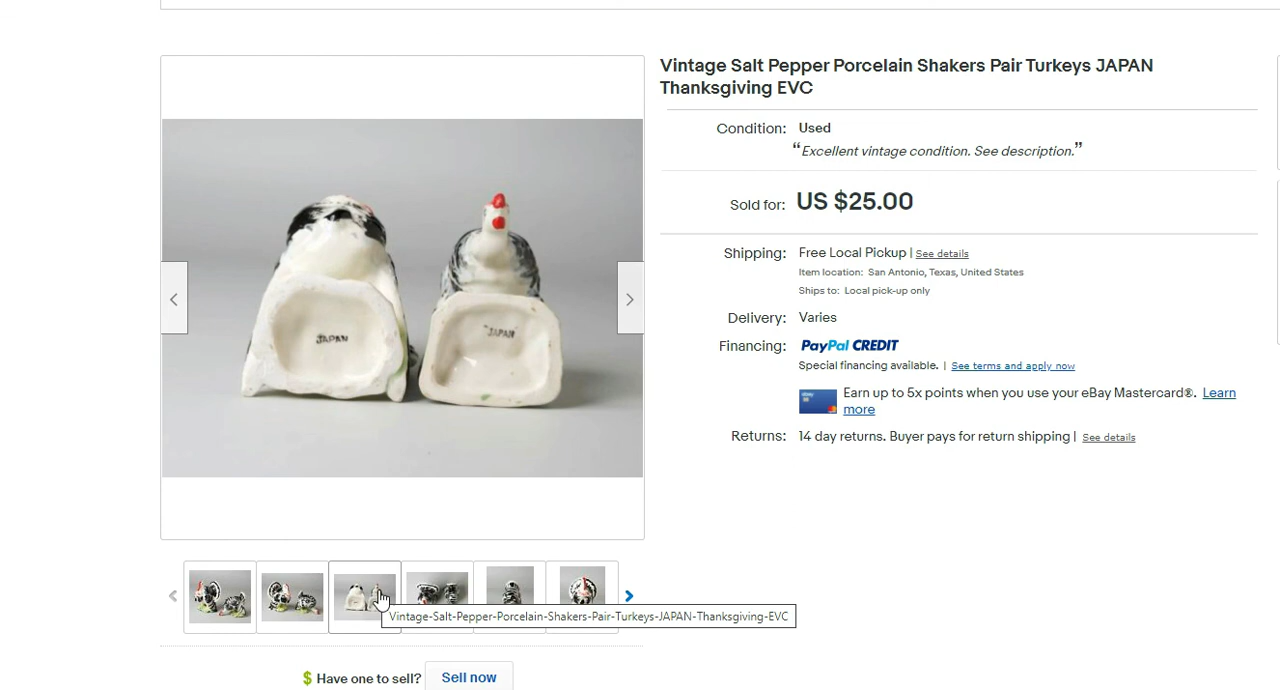 Vintage Salt Pepper Porcelain Shakers Pair Turkeys JAPAN
Thanksgiving EVC
Condition: Used
“Excellent vintage condition. See description.”
Sold for: US $25.00
Shipping: Free Local Pickup | See details
Item location: San Antonio, Texas, United States
Ships to: Local pick-up only
Delivery: Varies
Financing: PayPal CREDIT
Special financing available. | See terms and apply now
Earn up to 5x points when you use your eBay Mastercard®. Learn
more
Returns: 14 day returns. Buyer pays for return shipping | See details
JAPAN
"JAPAN"
Vintage-Salt-Pepper-Porcelain-Shakers-Pair-Turkeys-JAPAN-Thanksgiving-EVC
$ Have one to sell? Sell now